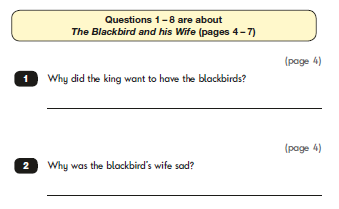 Questions 1 – 8 are about
The Blackbird and his Wife (pages 4 – 7)
(page 4)
1 Why did the king want to have the blackbirds?
(page 4)
2 Why was the blackbird's wife sad?